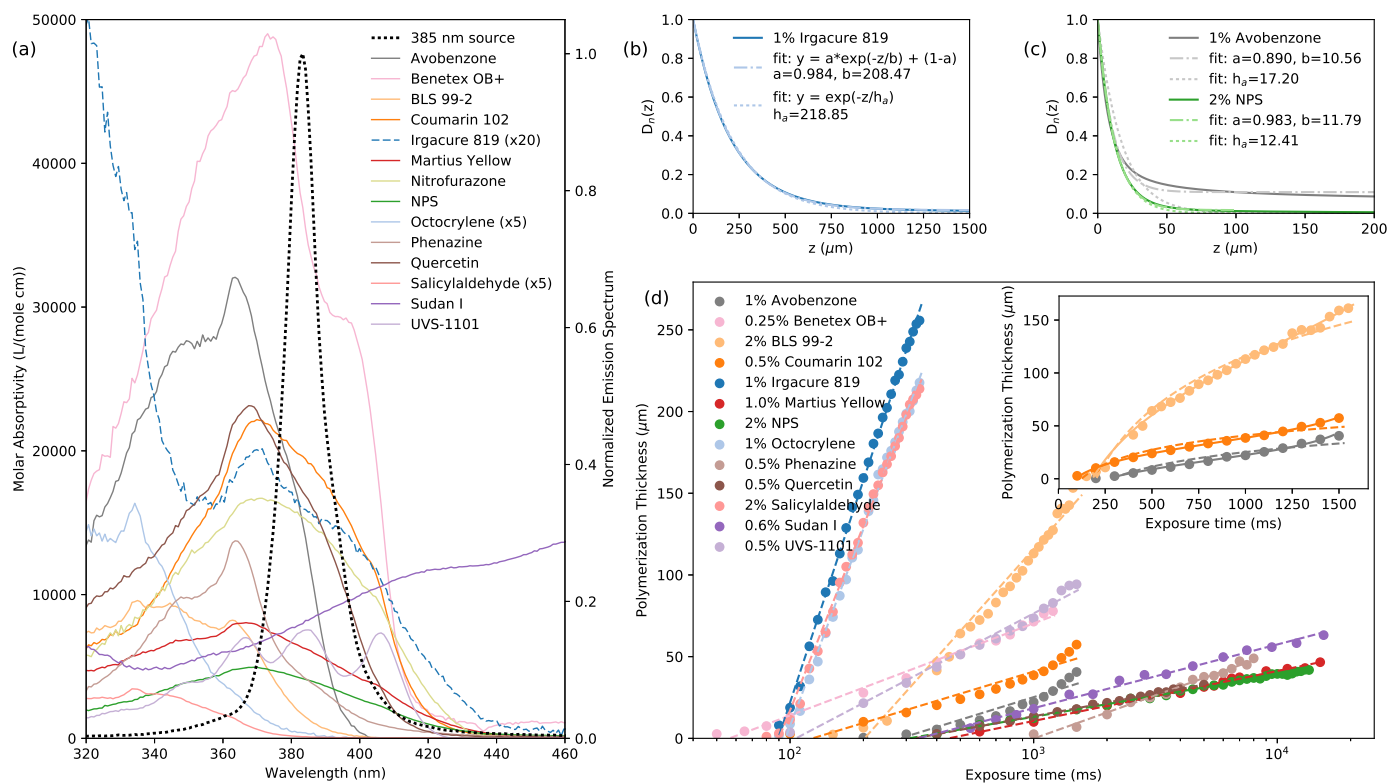 (a)
50000
40000
30000
20000
10000
0
Molar Absorptivity (L/(mole cm))
320
340
360
380
400
420
440
460
Wavelength (nm)
1.0
0.8
0.6
0.4
0.2
0.0
Normalized Emission Spectrum
385 nm source
Avobenzone
Benetex OB+
BLS 99-2
Coumarin 102
Irgacure 819 (x20)
Martius Yellow
Nitrofurazone
NPS
Octocrylene (x5)
Phenazine
Quercetin
Salicylaldehyde (x5)
Sudan I
UVS-1101
(b)
1.0
0.8
0.6
0.4
0.2
0.0
Dₙ(z)
1% Irgacure 819
fit: y = a*exp(-z/b) + (1-a)
a=0.984, b=208.47
fit: y = exp(-z/hₐ)
hₐ=218.85
0
250
500
750
1000
1250
1500
z (μm)
(c)
1.0
0.8
0.6
0.4
0.2
0.0
Dₙ(z)
1% Avobenzone
fit: a=0.890, b=10.56
fit: hₐ=17.20
2% NPS
fit: a=0.983, b=11.79
fit: hₐ=12.41
0
50
100
150
200
z (μm)
(d)
250
200
150
100
50
0
Polymerization Thickness (μm)
1% Avobenzone
0.25% Benetex OB+
2% BLS 99-2
0.5% Coumarin 102
1% Irgacure 819
1.0% Martius Yellow
2% NPS
1% Octocrylene
0.5% Phenazine
0.5% Quercetin
2% Salicylaldehyde
0.6% Sudan I
0.5% UVS-1101
10²
10³
10⁴
Exposure time (ms)
150
100
50
0
Polymerization Thickness (μm)
0
250
500
750
1000
1250
1500
Exposure time (ms)